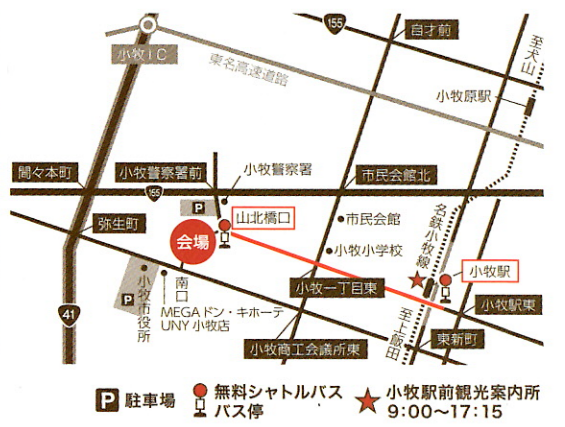 155
自才前
至犬山
小牧IC
東名高速道路
小牧原駅
間々本町
小牧警察署前
小牧警察署
市民会館北
155
P
山北橋口
弥生町
会場
市民会館
名鉄小牧線
小牧小学校
小牧駅
P
小牧市役所
南口
MEGAドン・キホーテ
UNY 小牧店
小牧一丁目東
41
小牧駅東
至上飯田
東新町
小牧商工会議所東
P 駐車場
無料シャトルバス
バス停
小牧駅前観光案内所
9:00〜17:15